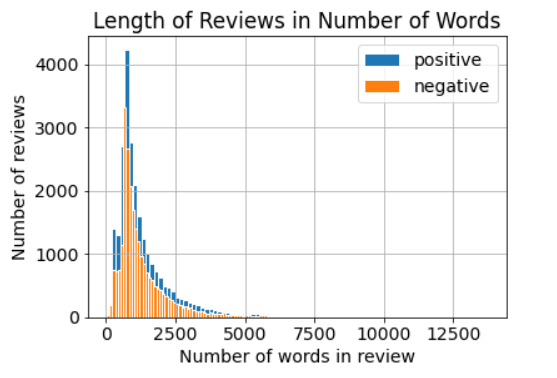 Length of Reviews in Number of Words
positive
negative
Number of reviews
4000
3000
2000
1000
0
0 2500 5000 7500 10000 12500
Number of words in review